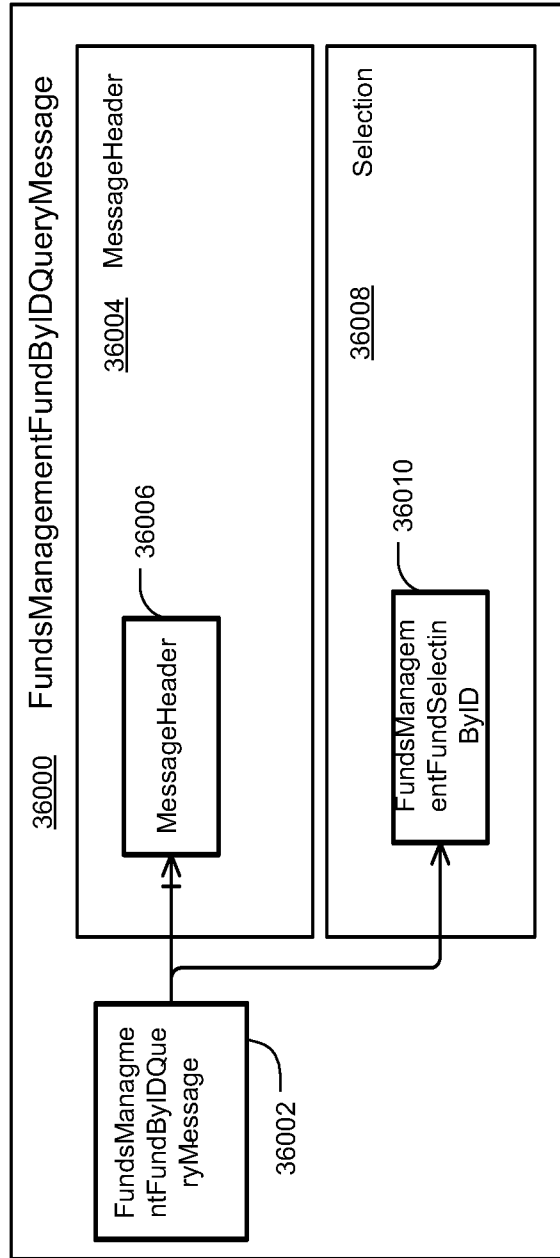 36000 FundsManagementFundByIDQueryMessage
36004 MessageHeader
36006
MessageHeader
36008 Selection
36010
FundsManagem
entFundSelectin
ByID
FundsManagme
ntFundByIDQue
ryMessage
36002